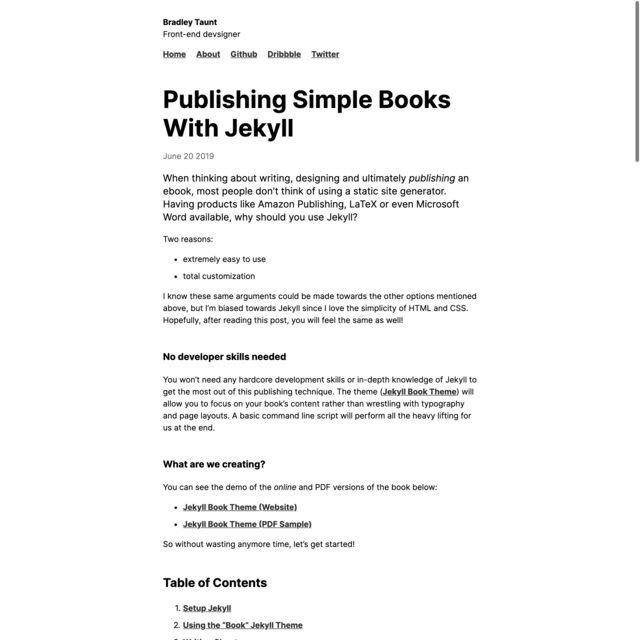 Bradley Taunt
Front-end devsigner
Home About Github Dribbble Twitter
Publishing Simple Books
With Jekyll
June 20 2019
When thinking about writing, designing and ultimately publishing an
ebook, most people don't think of using a static site generator.
Having products like Amazon Publishing, LaTeX or even Microsoft
Word available, why should you use Jekyll?
Two reasons:
• extremely easy to use
• total customization
I know these same arguments could be made towards the other options mentioned
above, but I'm biased towards Jekyll since I love the simplicity of HTML and CSS.
Hopefully, after reading this post, you will feel the same as well!
No developer skills needed
You won't need any hardcore development skills or in-depth knowledge of Jekyll to
get the most out of this publishing technique. The theme (Jekyll Book Theme) will
allow you to focus on your book's content rather than wrestling with typography
and page layouts. A basic command line script will perform all the heavy lifting for
us at the end.
What are we creating?
You can see the demo of the online and PDF versions of the book below:
• Jekyll Book Theme (Website)
• Jekyll Book Theme (PDF Sample)
So without wasting anymore time, let's get started!
Table of Contents
1. Setup Jekyll
2. Using the "Book" Jekyll Theme